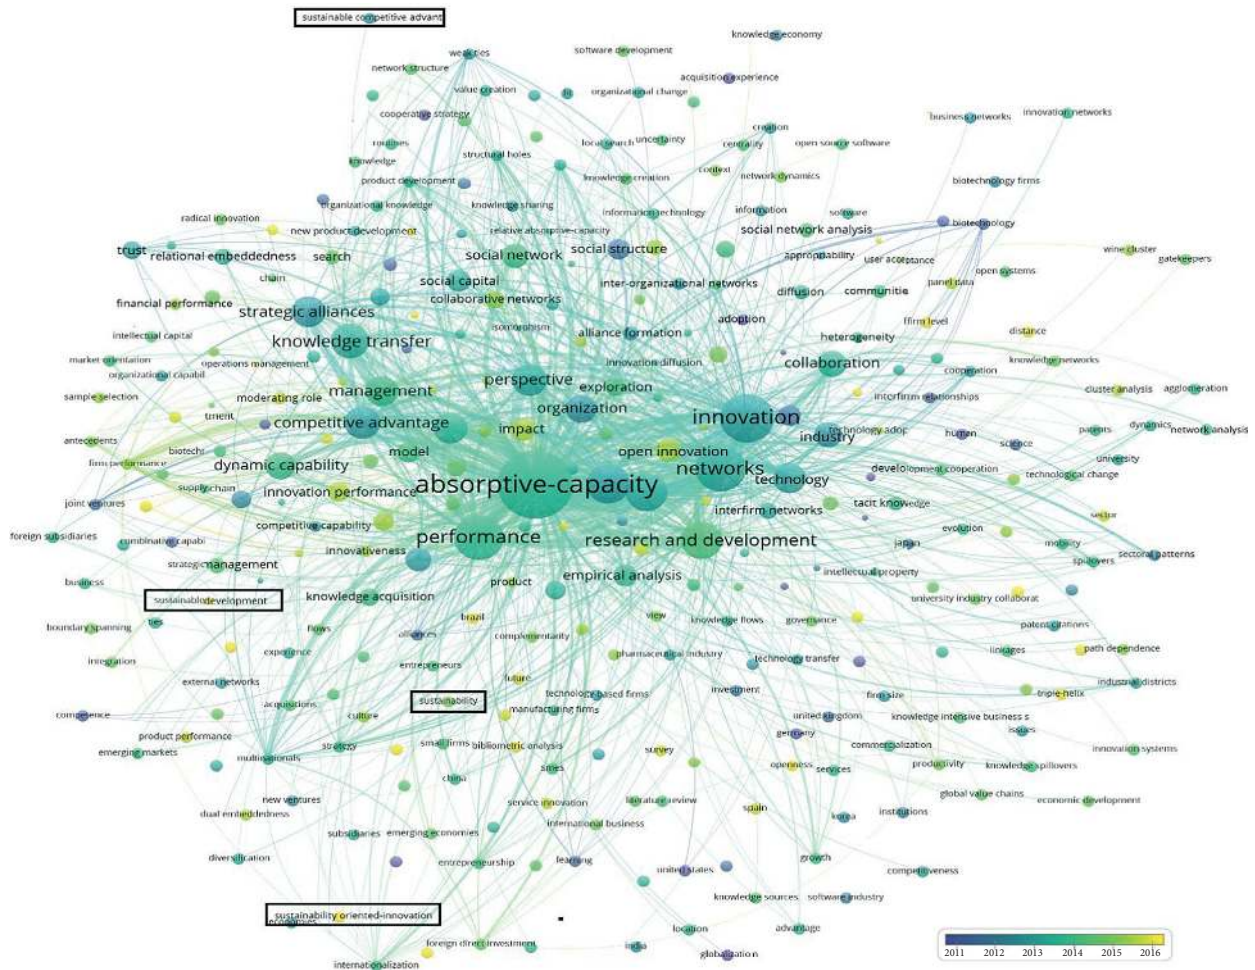 sustainable competitive advant
knowledge economy
weak ties
software development
network structure
acquisition experience
value creation
fit
organizational change
cooperative strategy
business networks
innovation networks
creation
routines
local search
uncertainty
centrality
open source software
knowledge
structural holes
context
product development
knowledge creation
network dynamics
biotechnology firms
organizational knowledge
knowledge sharing
information technology
information
software
radical innovation
new product development
relative absorptive-capacity
social network analysis
biotechnology
trust
relational embeddedness
search
social network
social structure
appropriability
user acceptance
wine cluster
gatekeepers
chain
social capital
inter-organizational networks
open systems
financial performance
collaborative networks
diffusion
communitie
panel data
strategic alliances
adoption
ffirm level
intellectual capital
knowledge transfer
isomorphism
alliance formation
heterogeneity
distance
market orientation
operations management
innovation diffusion
collaboration
knowledge networks
organizational capabil
management
perspective
exploration
cooperation
cluster analysis
agglomeration
sample selection
moderating role
organization
interfirm relationships
tment
competitive advantage
impact
innovation
technology adop
human
patents
dynamics
network analysis
antecedents
biotechr
model
open innovation
industry
science
university
firm performance
dynamic capability
networks
development cooperation
technological change
supply chain
absorptive-capacity
technology
joint ventures
innovation performance
tacit knowledge
sector
competitive capability
interfirm networks
evolution
foreign subsidiaries
combinative capabi
performance
research and development
japan
mobility
sectoral patterns
innovativeness
strategic
management
empirical analysis
intellectual property
spillovers
business
product
sustainable development
knowledge acquisition
university industry collaborat
boundary spanning
ties
flows
brazil
view
knowledge flows
governance
patent citations
alliances
complementarity
integration
experience
entrepreneurs
pharmaceutical industry
technology transfer
linkages
path dependence
external networks
future
industrial districts
acquisitions
sustainability
technology-based firms
investment
firm size
triple helix
competence
culture
manufacturing firms
united kingdom
knowledge intensive business s
product performance
germany
issues
emerging markets
multinationals
strategy
small firms
bibliometric analysis
survey
commercialization
innovation systems
smes
openness
services
productivity
knowledge spillovers
china
new ventures
service innovation
literature review
global value chains
economic development
dual embeddedness
spain
korea
institutions
subsidiaries
emerging economies
international business
diversification
entrepreneurship
learning
united states
growth
competitiveness
knowledge sources
software industry
sustainability oriented-innovation
economies
foreign direct investment
india
location
advantage
internationalization
globalization
2011 2012 2013 2014 2015 2016